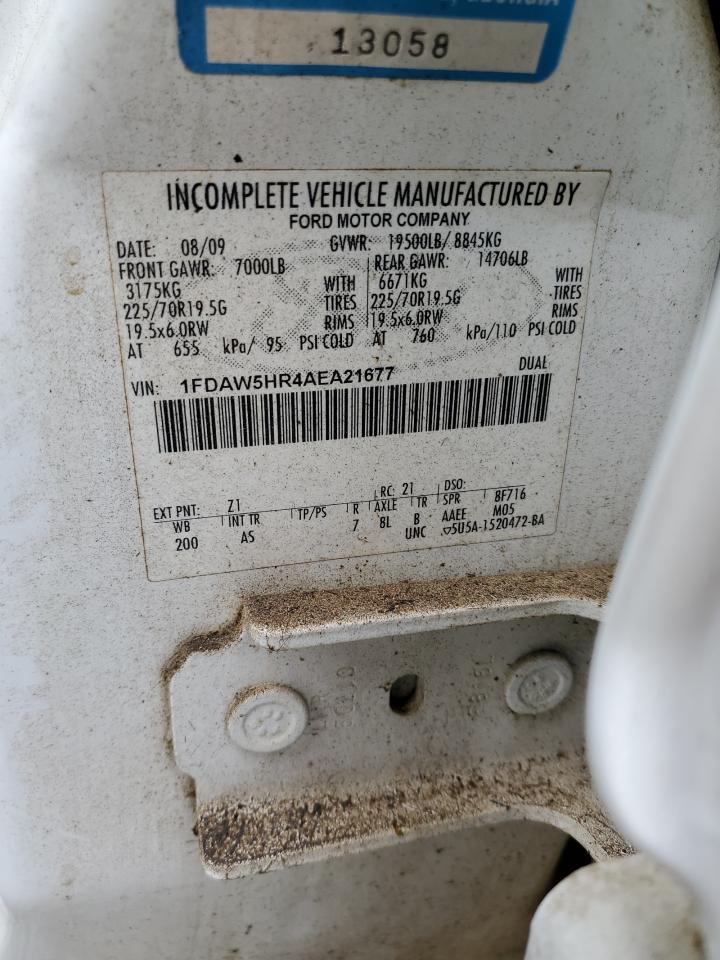 13058
INCOMPLETE VEHICLE MANUFACTURED BY
FORD MOTOR COMPANY
DATE: 08/09 GVWR: 19500LB/ 8845KG
FRONT GAWR: 7000LB REAR GAWR: 14706LB
3175KG WITH 6671KG WITH
225/70R19.5G TIRES 225/70R19.5G TIRES
19.5x6.0RW RIMS 19.5x6.0RW RIMS
AT 655 kPa/ 95 PSI COLD AT 760 kPa/110 PSI COLD
VIN: 1FDAW5HR4AEA21677 DUAL
EXT PNT: Z1 RC: 21 DSO: 8F716
WB INT TR TP/PS R AXLE TR SPR M05
200 AS 7 8L B AAEE
UNC 5U5A-1520472-BA